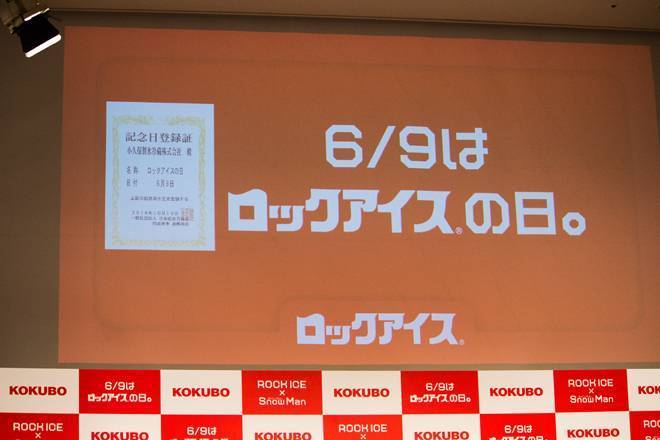 記念日登録証
小久保製氷冷蔵株式会社 殿
名称 ロックアイスの日
日付 6月9日
6/9は
ロックアイス®の日。
ロックアイス®
KOKUBO
6/9は
ロックアイスの日。
KOKUBO
ROCK ICE
×
Snow Man
KOKUBO
6/9は
ロックアイスの日。
KOKUBO
ROCK ICE
×
Snow Man
KOKUBO
ROCK ICE
×
KOKUBO
6/9は
KOKUBO
ROCK ICE
×
KOKUBO
6/9は
KOKUBO
ROCK ICE
×